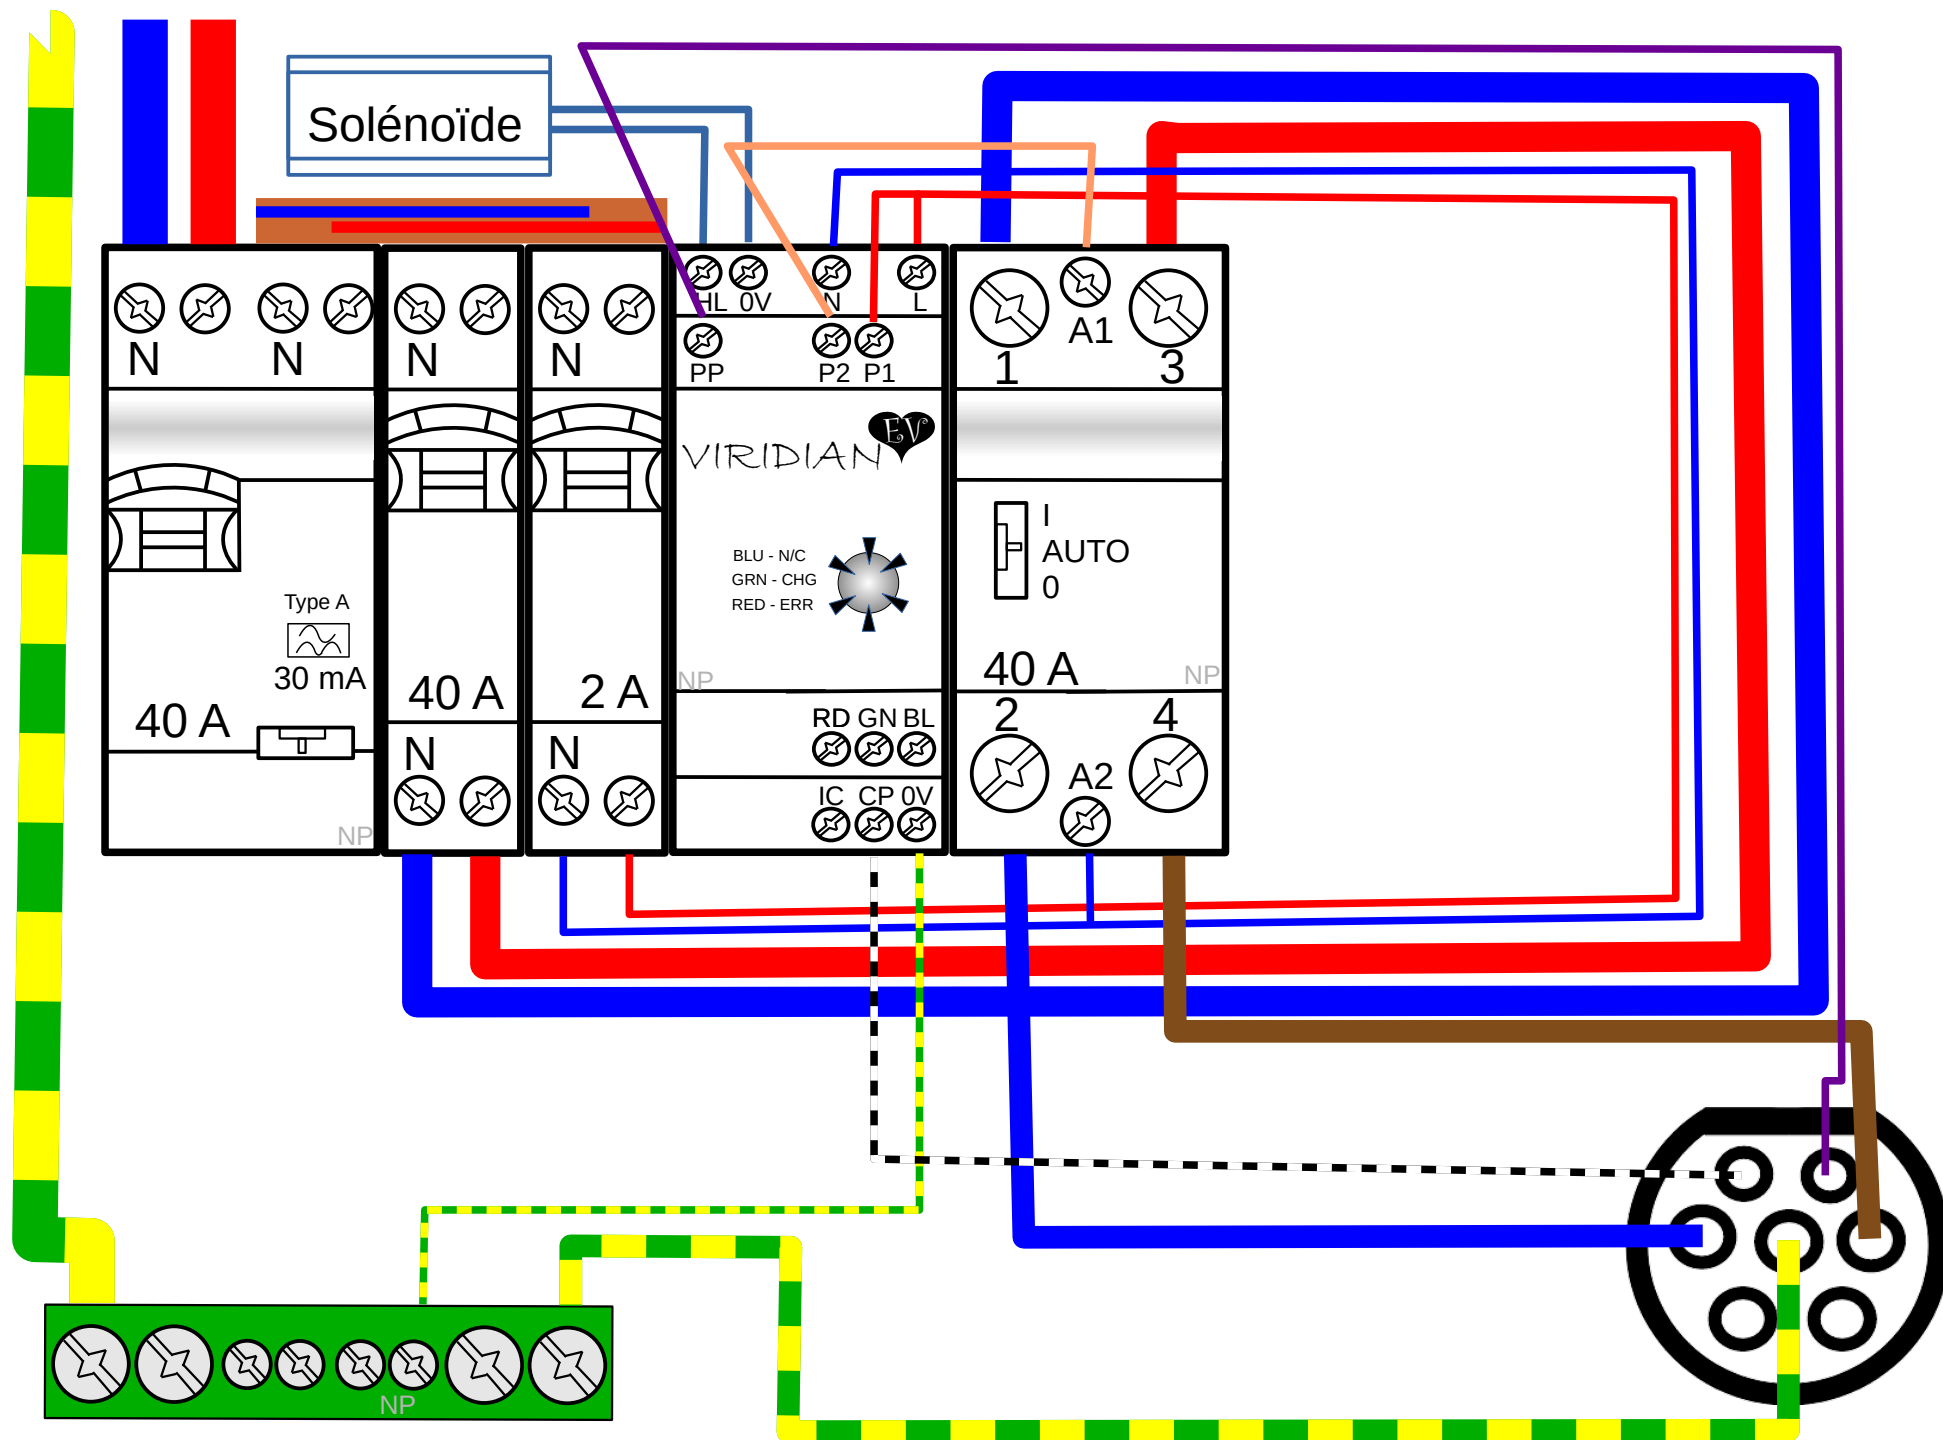 Solénoïde
N N
Type A
30 mA
40 A
NP
N
40 A
N
N
2 A
N
HL 0V N L
PP P2 P1
VIRIDIAN EV
BLU - N/C
GRN - CHG
RED - ERR
NP
RD GN BL
IC CP 0V
A1
1 3
I
AUTO
0
40 A NP
2 4
A2
NP